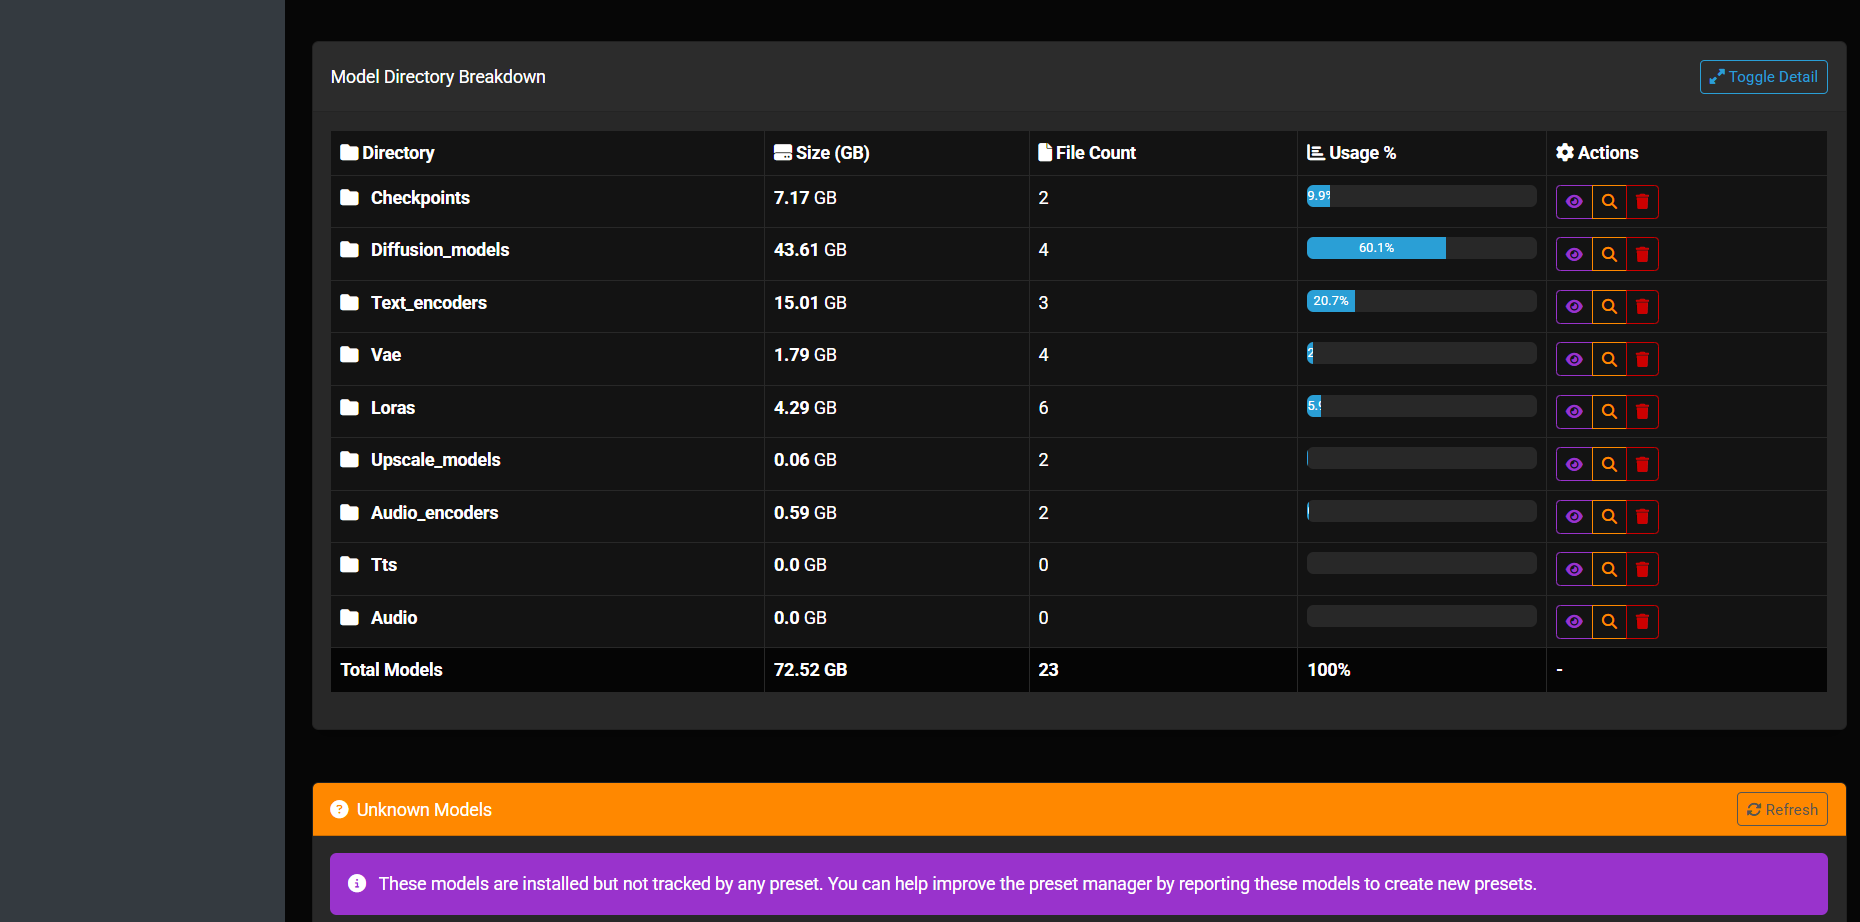 Model Directory Breakdown
Toggle Detail
Directory Size (GB) File Count Usage % Actions
Checkpoints 7.17 GB 2 9.9%
Diffusion_models 43.61 GB 4 60.1%
Text_encoders 15.01 GB 3 20.7%
Vae 1.79 GB 4 2
Loras 4.29 GB 6 5.9
Upscale_models 0.06 GB 2
Audio_encoders 0.59 GB 2
Tts 0.0 GB 0
Audio 0.0 GB 0
Total Models 72.52 GB 23 100% -
Unknown Models
Refresh
These models are installed but not tracked by any preset. You can help improve the preset manager by reporting these models to create new presets.